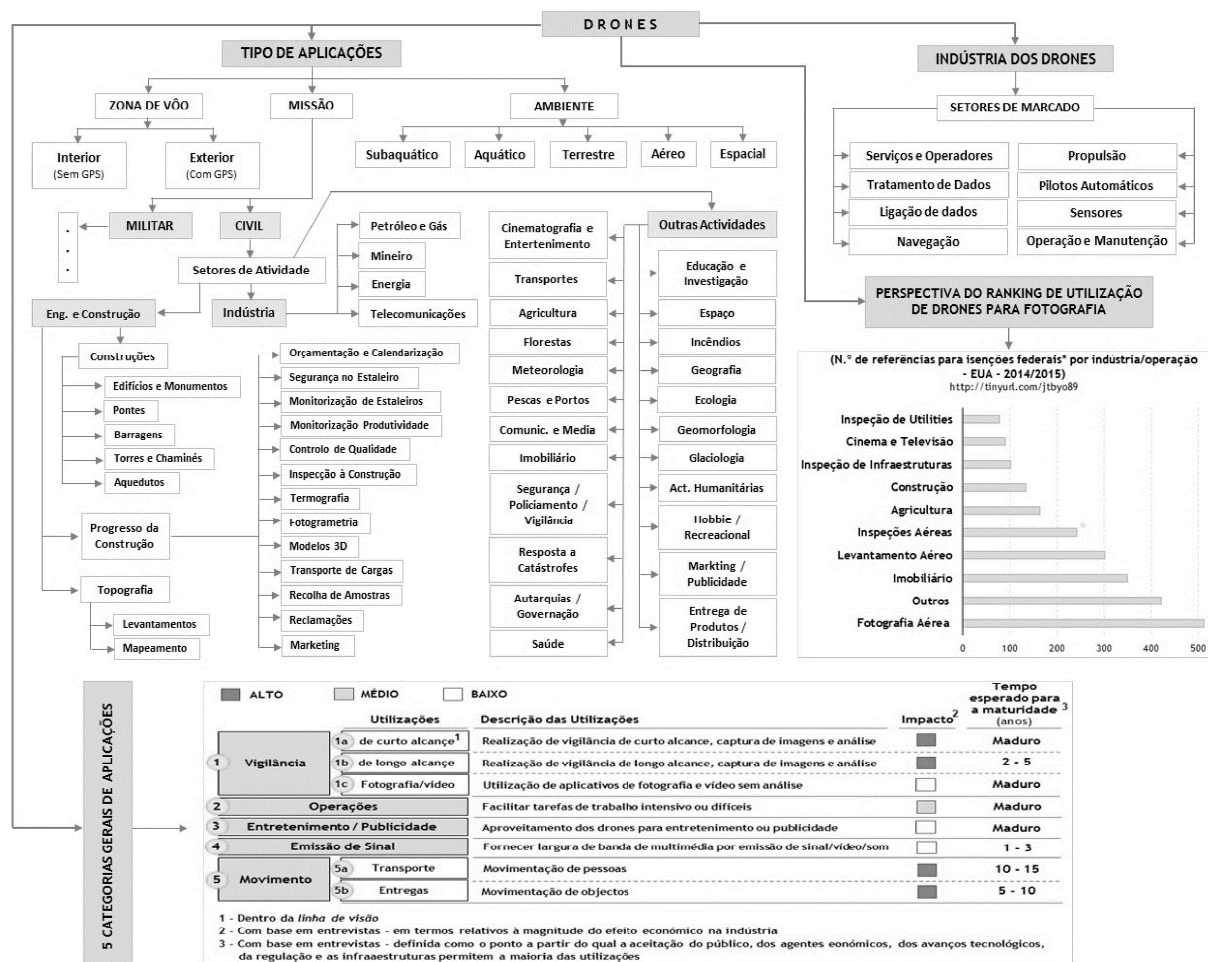 DRONES
TIPO DE APLICAÇÕES
INDÚSTRIA DOS DRONES
ZONA DE VÔO
MISSÃO
AMBIENTE
SETORES DE MARCADO
Interior
(Sem GPS)
Exterior
(Com GPS)
Subaquático
Aquático
Terrestre
Aéreo
Espacial
Serviços e Operadores
Propulsão
Tratamento de Dados
Pilotos Automáticos
Ligação de dados
Sensores
Navegação
Operação e Manutenção
MILITAR
CIVIL
Setores de Atividade
Eng. e Construção
Indústria
Petróleo e Gás
Mineiro
Energia
Telecomunicações
Construções
Edifícios e Monumentos
Pontes
Barragens
Torres e Chaminés
Aquedutos
Progresso da
Construção
Topografia
Levantamentos
Mapeamento
Orçamentação e Calendarização
Segurança no Estaleiro
Monitorização de Estaleiros
Monitorização Produtividade
Controlo de Qualidade
Inspecção à Construção
Termografia
Fotogrametria
Modelos 3D
Transporte de Cargas
Recolha de Amostras
Reclamações
Marketing
Cinematografia e
Entertenimento
Transportes
Agricultura
Florestas
Meteorologia
Pescas e Portos
Comunic. e Media
Imobiliário
Segurança /
Policiamento /
Vigilância
Resposta a
Catástrofes
Autarquias /
Governação
Saúde
Outras Actividades
Educação e
Investigação
Espaço
Incêndios
Geografia
Ecologia
Geomorfologia
Glaciologia
Act. Humanitárias
Hobbie /
Recreacional
Markting /
Publicidade
Entrega de
Produtos /
Distribuição
PERSPECTIVA DO RANKING DE UTILIZAÇÃO
DE DRONES PARA FOTOGRAFIA
(N.º de referências para isenções federais" por indústria/operação
- EUA - 2014/2015)
http://tinyurl.com/jtbyo89
Inspeção de Utilities
Cinema e Televisão
Inspeção de Infraestruturas
Construção
Agricultura
Inspeções Aéreas
Levantamento Aéreo
Imobiliário
Outros
Fotografia Aérea
0 100 200 300 400 500
5 CATEGORIAS GERAIS DE APLICAÇÕES
ALTO MÉDIO BAIXO
Utilizações Descrição das Utilizações Impacto 2 Tempo
esperado para
a maturidade 3
(anos)
1 Vigilância
1a de curto alcançe 1 Realização de vigilância de curto alcance, captura de imagens e análise Maduro
1b de longo alcançe Realização de vigilância de longo alcance, captura de imagens e análise 2 - 5
1c Fotografia/vídeo Utilização de aplicativos de fotografia e vídeo sem análise Maduro
2 Operações Facilitar tarefas de trabalho intensivo ou difíceis Maduro
3 Entretenimento / Publicidade Aproveitamento dos drones para entretenimento ou publicidade Maduro
4 Emissão de Sinal Fornecer largura de banda de multimédia por emissão de sinal/vídeo/som 1 - 3
5 Movimento
5a Transporte Movimentação de pessoas 10 - 15
5b Entregas Movimentação de objectos 5 - 10
1 - Dentro da linha de visão
2 - Com base em entrevistas - em termos relativos à magnitude do efeito económico na indústria
3 - Com base em entrevistas - definida como o ponto a partir do qual a aceitação do público, dos agentes eonómicos, dos avanços tecnológicos,
da regulação e as infraaestruturas permitem a maioria das utilizações